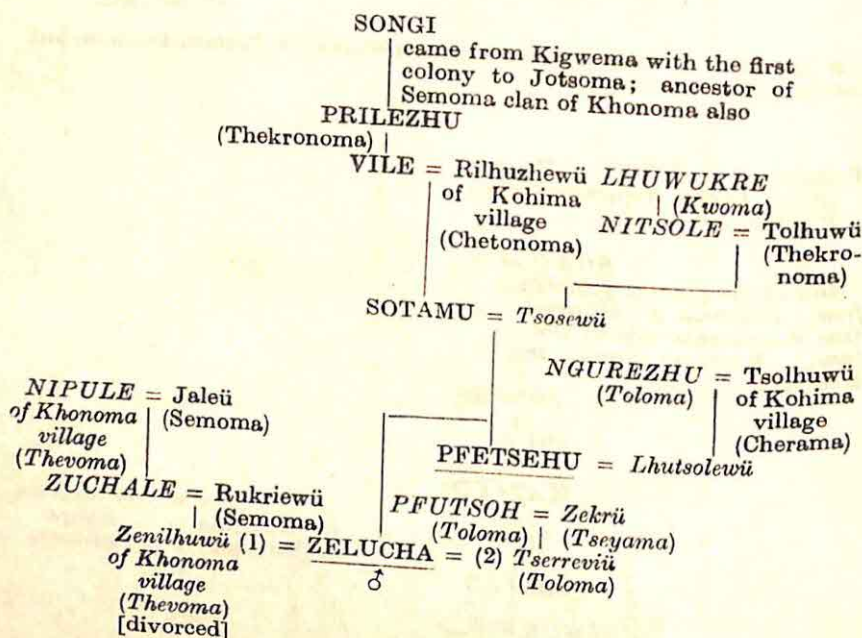 SONGI
came from Kigwema with the first
colony to Jotsoma; ancestor of
Semoma clan of Khonoma also
PRILEZHU
(Thekronoma)
VILE = Rilhuzhewü LHUWUKRE
of Kohima (Kwoma)
village NITSOLE = Tolhuwü
(Chetonoma) (Thekro-
noma)
SOTAMU = Tsosewü
NGUREZHU = Tsolhuwü
NIPULE = Jaleü (Toloma) of Kohima
of Khonoma (Semoma) village
village (Cherama)
(Thevoma) PFETSEHU = Lhutsolewü
ZUCHALE = Rukriewü PFUTSOH = Zekrü
(Semoma) (Toloma) (Tseyama)
Zenilhuwü (1) = ZELUCHA = (2) Tserreviü
of Khonoma ♂ (Toloma)
village
(Thevoma)
[divorced]